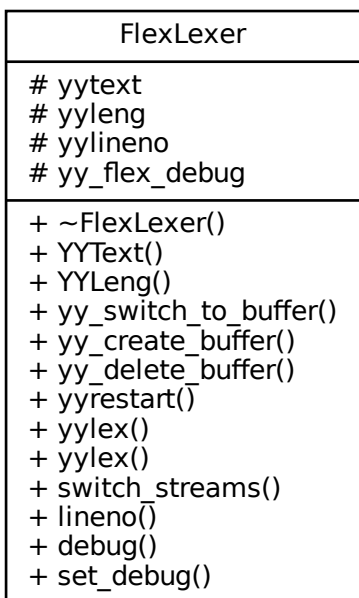 FlexLexer
# yytext
# yyleng
# yylineno
# yy_flex_debug
+ ~FlexLexer()
+ YYText()
+ YYLeng()
+ yy_switch_to_buffer()
+ yy_create_buffer()
+ yy_delete_buffer()
+ yyrestart()
+ yylex()
+ yylex()
+ switch_streams()
+ lineno()
+ debug()
+ set_debug()